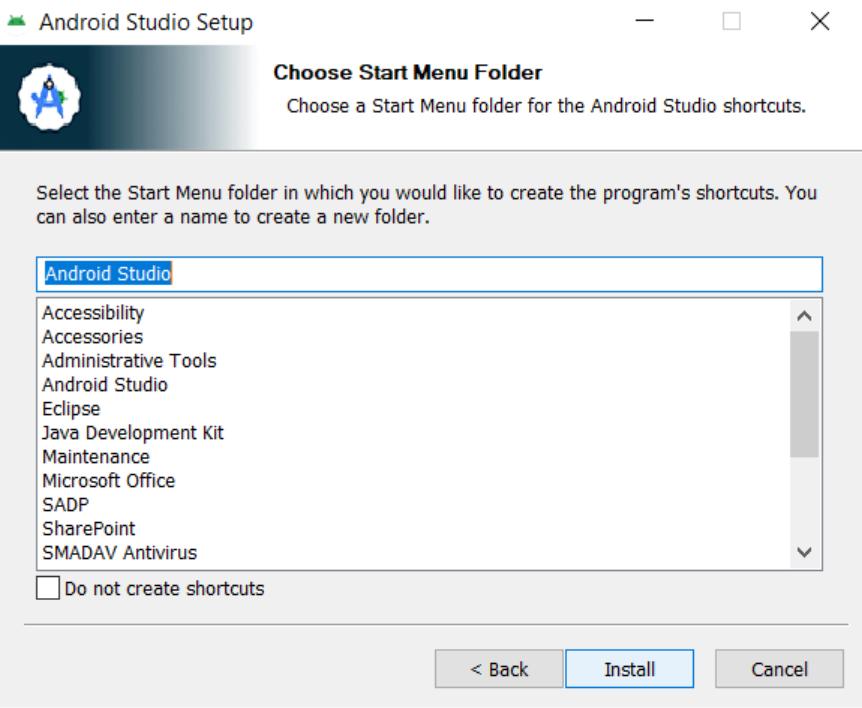 Android Studio Setup
Choose Start Menu Folder
Choose a Start Menu folder for the Android Studio shortcuts.
Select the Start Menu folder in which you would like to create the program's shortcuts. You
can also enter a name to create a new folder.
Android Studio
Accessibility
Accessories
Administrative Tools
Android Studio
Eclipse
Java Development Kit
Maintenance
Microsoft Office
SADP
SharePoint
SMADAV Antivirus
Do not create shortcuts
< Back
Install
Cancel